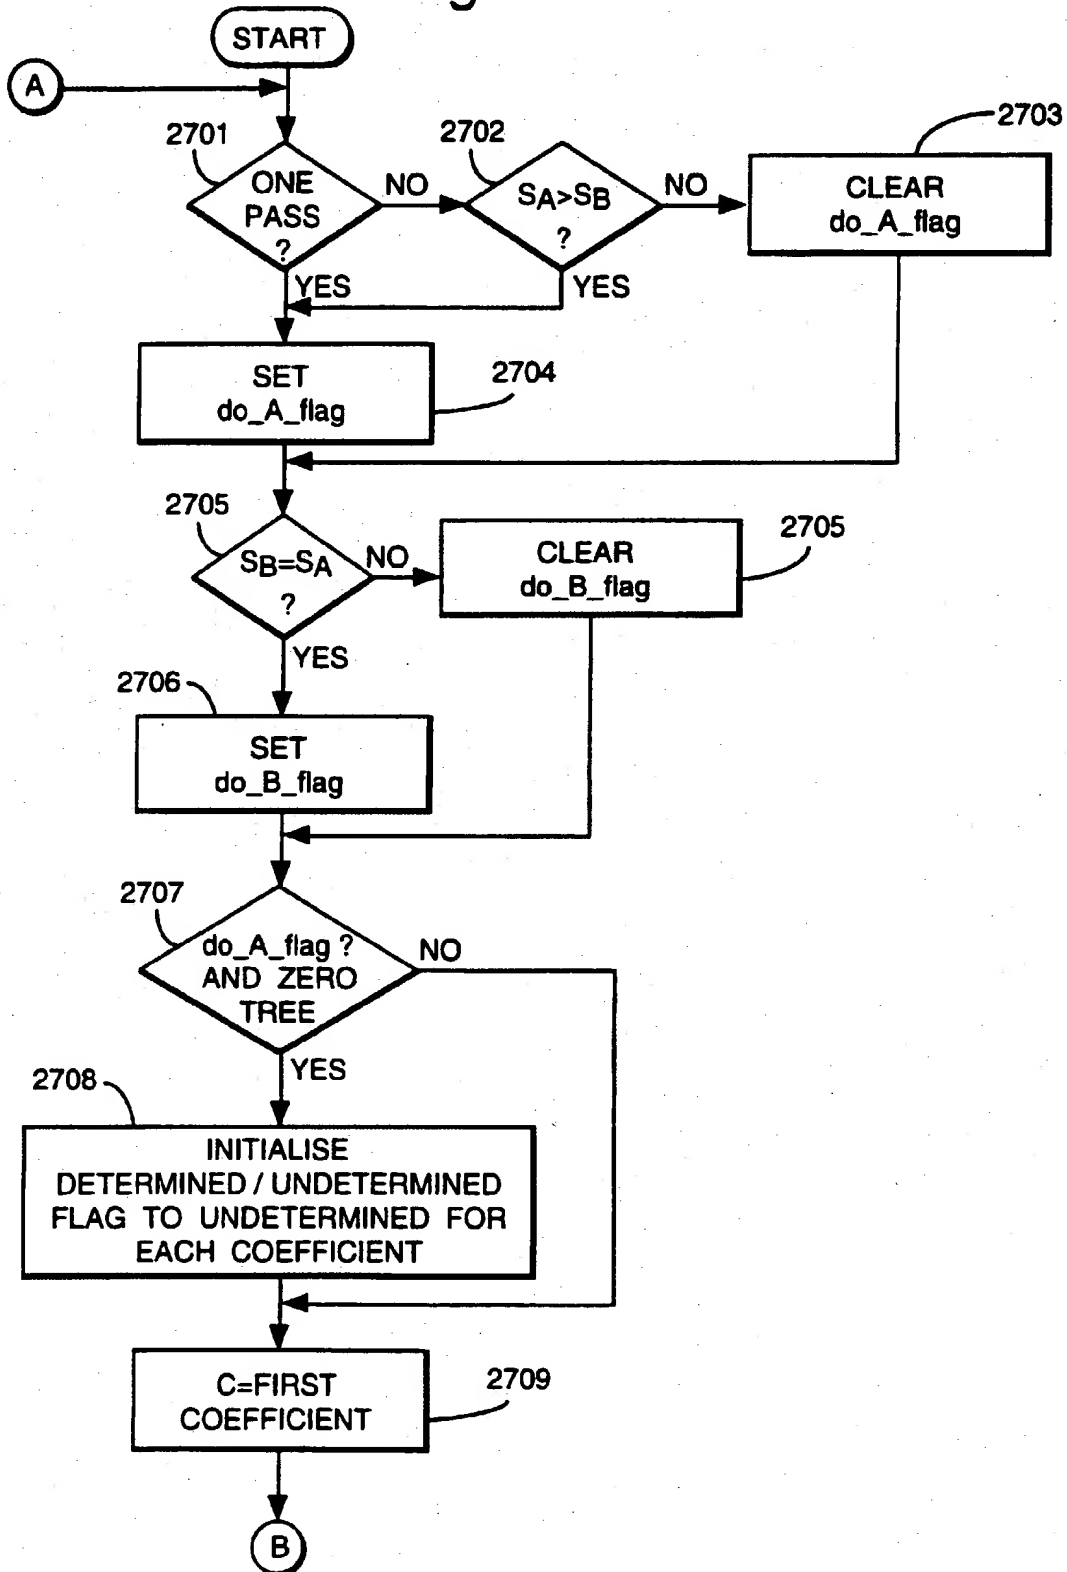 g
START
A
2701
2702
2703
ONE
PASS
?
NO
SA>SB
?
NO
CLEAR
do_A_flag
YES
YES
SET
do_A_flag
2704
2705
SB=SA
?
NO
CLEAR
do_B_flag
2705
YES
2706
SET
do_B_flag
2707
do_A_flag ?
AND ZERO
TREE
NO
YES
2708
INITIALISE
DETERMINED / UNDETERMINED
FLAG TO UNDETERMINED FOR
EACH COEFFICIENT
C=FIRST
COEFFICIENT
2709
B